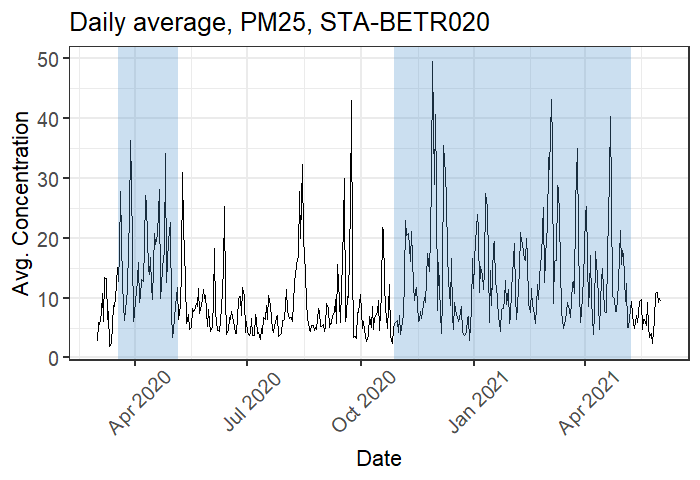 Daily average, PM25, STA-BETR020
Avg. Concentration
50
40
30
20
10
0
Apr 2020
Jul 2020
Oct 2020
Jan 2021
Apr 2021
Date